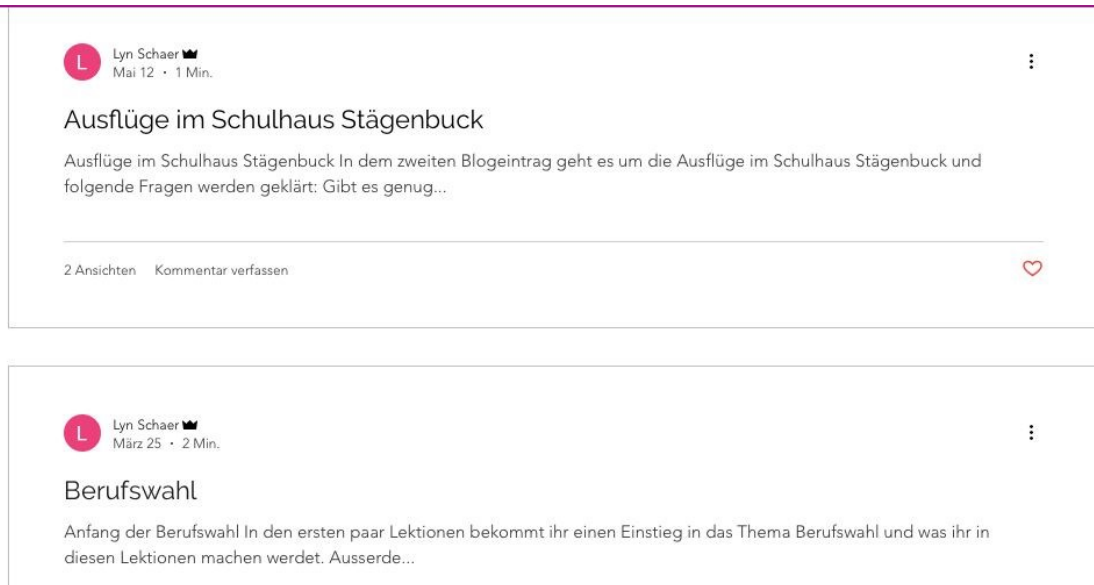 L
Lyn Schaer
Mai 12 · 1 Min.
Ausflüge im Schulhaus Stägenbuck
Ausflüge im Schulhaus Stägenbuck In dem zweiten Blogeintrag geht es um die Ausflüge im Schulhaus Stägenbuck und
folgende Fragen werden geklärt: Gibt es genug...
2 Ansichten Kommentar verfassen
L
Lyn Schaer
März 25 · 2 Min.
Berufswahl
Anfang der Berufswahl In den ersten paar Lektionen bekommt ihr einen Einstieg in das Thema Berufswahl und was ihr in
diesen Lektionen machen werdet. Ausserde...